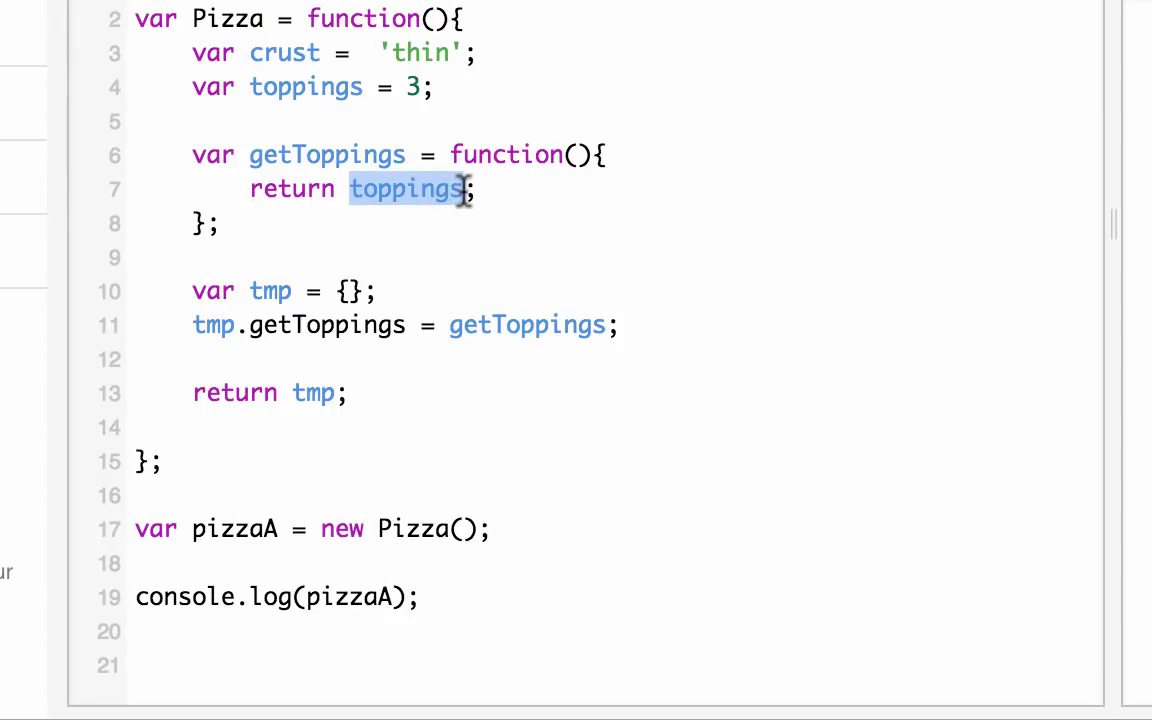 2 var Pizza = function(){
3 var crust =  'thin';
4 var toppings = 3;
5
6 var getToppings = function(){
7 return toppings;
8 };
9
10 var tmp = {};
11 tmp.getToppings = getToppings;
12
13 return tmp;
14
15 };
16
17 var pizzaA = new Pizza();
18
ur
19 console.log(pizzaA);
20
21